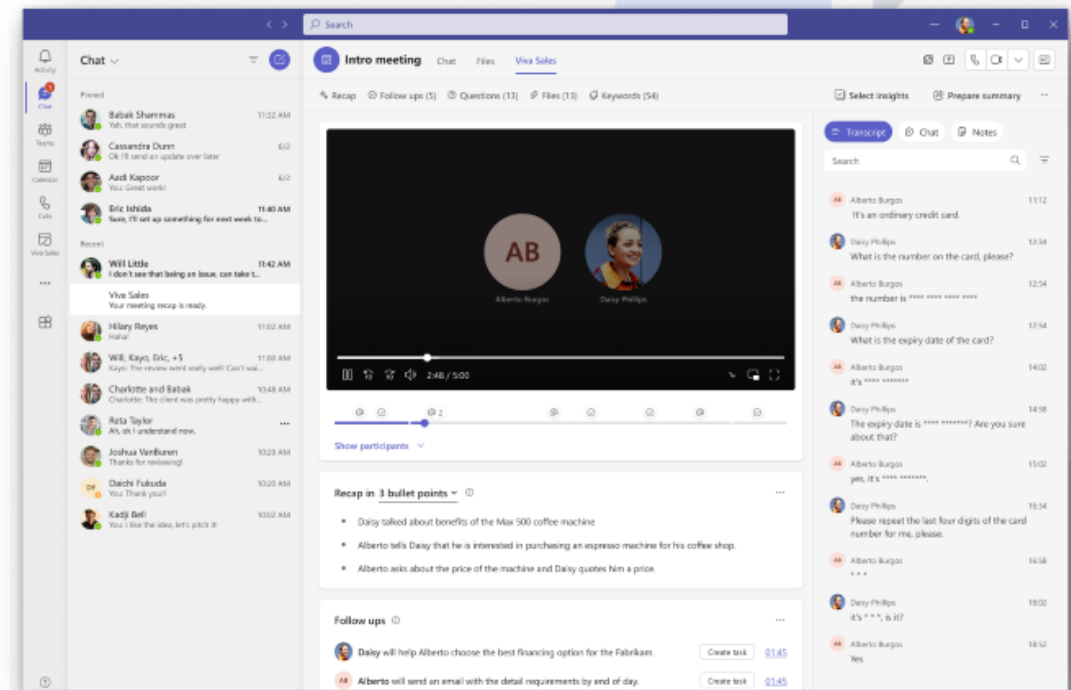 Search
Activity
Chat
Teams
Calendar
Calls
Viva Sales
Chat
Pinned
Babak Shammas 11:32 AM
Yah, that sounds great
Cassandra Dunn 6/2
Ok I'll send an update over later
Aadi Kapoor 6/2
You: Great work!
Eric Ishida 11:40 AM
Sure, I'll set up something for next week to...
Recent
Will Little 11:42 AM
I don't see that being an issue, can take t...
Viva Sales
Your meeting recap is ready.
Hilary Reyes 11:02 AM
Haha!
Will, Kayo, Eric, +5 11:00 AM
Kayo: The review went really well! Can't wai...
Charlotte and Babak 10:48 AM
Charlotte: The client was pretty happy with...
Reta Taylor
Ah, ok I understand now.
Joshua VanBuren 10:29 AM
Thanks for reviewing!
DF Daichi Fukuda 10:20 AM
You: Thank you!!
Kadji Bell 10:02 AM
You: I like the idea, let's pitch it!
Intro meeting Chat Files Viva Sales
Recap Follow ups (5) Questions (13) Files (13) Keywords (54)
Select insights Prepare summary
AB
Alberto Burgos Daisy Phillips
2:48 / 5:00
2
Show participants
Recap in 3 bullet points
• Daisy talked about benefits of the Max 500 coffee machine
• Alberto tells Daisy that he is interested in purchasing an espresso machine for his coffee shop.
• Alberto asks about the price of the machine and Daisy quotes him a price.
Follow ups
Daisy will help Alberto choose the best financing option for the Fabrikam. Create task 01:45
AB Alberto will send an email with the detail requirements by end of day. Create task 01:45
Transcript Chat Notes
Search
AB Alberto Burgos 11:12
It's an ordinary credit card.
Daisy Phillips 12:34
What is the number on the card, please?
AB Alberto Burgos 12:54
the number is **** **** **** ****
Daisy Phillips 12:54
What is the expiry date of the card?
AB Alberto Burgos 14:02
it's **** *******
Daisy Phillips 14:58
The expiry date is **** *******? Are you sure
about that?
AB Alberto Burgos 15:02
yes, it's **** *******.
Daisy Phillips 16:34
Please repeat the last four digits of the card
number for me, please.
AB Alberto Burgos 16:58
* * *
Daisy Phillips 18:02
it's * * *, is it?
AB Alberto Burgos 18:52
Yes